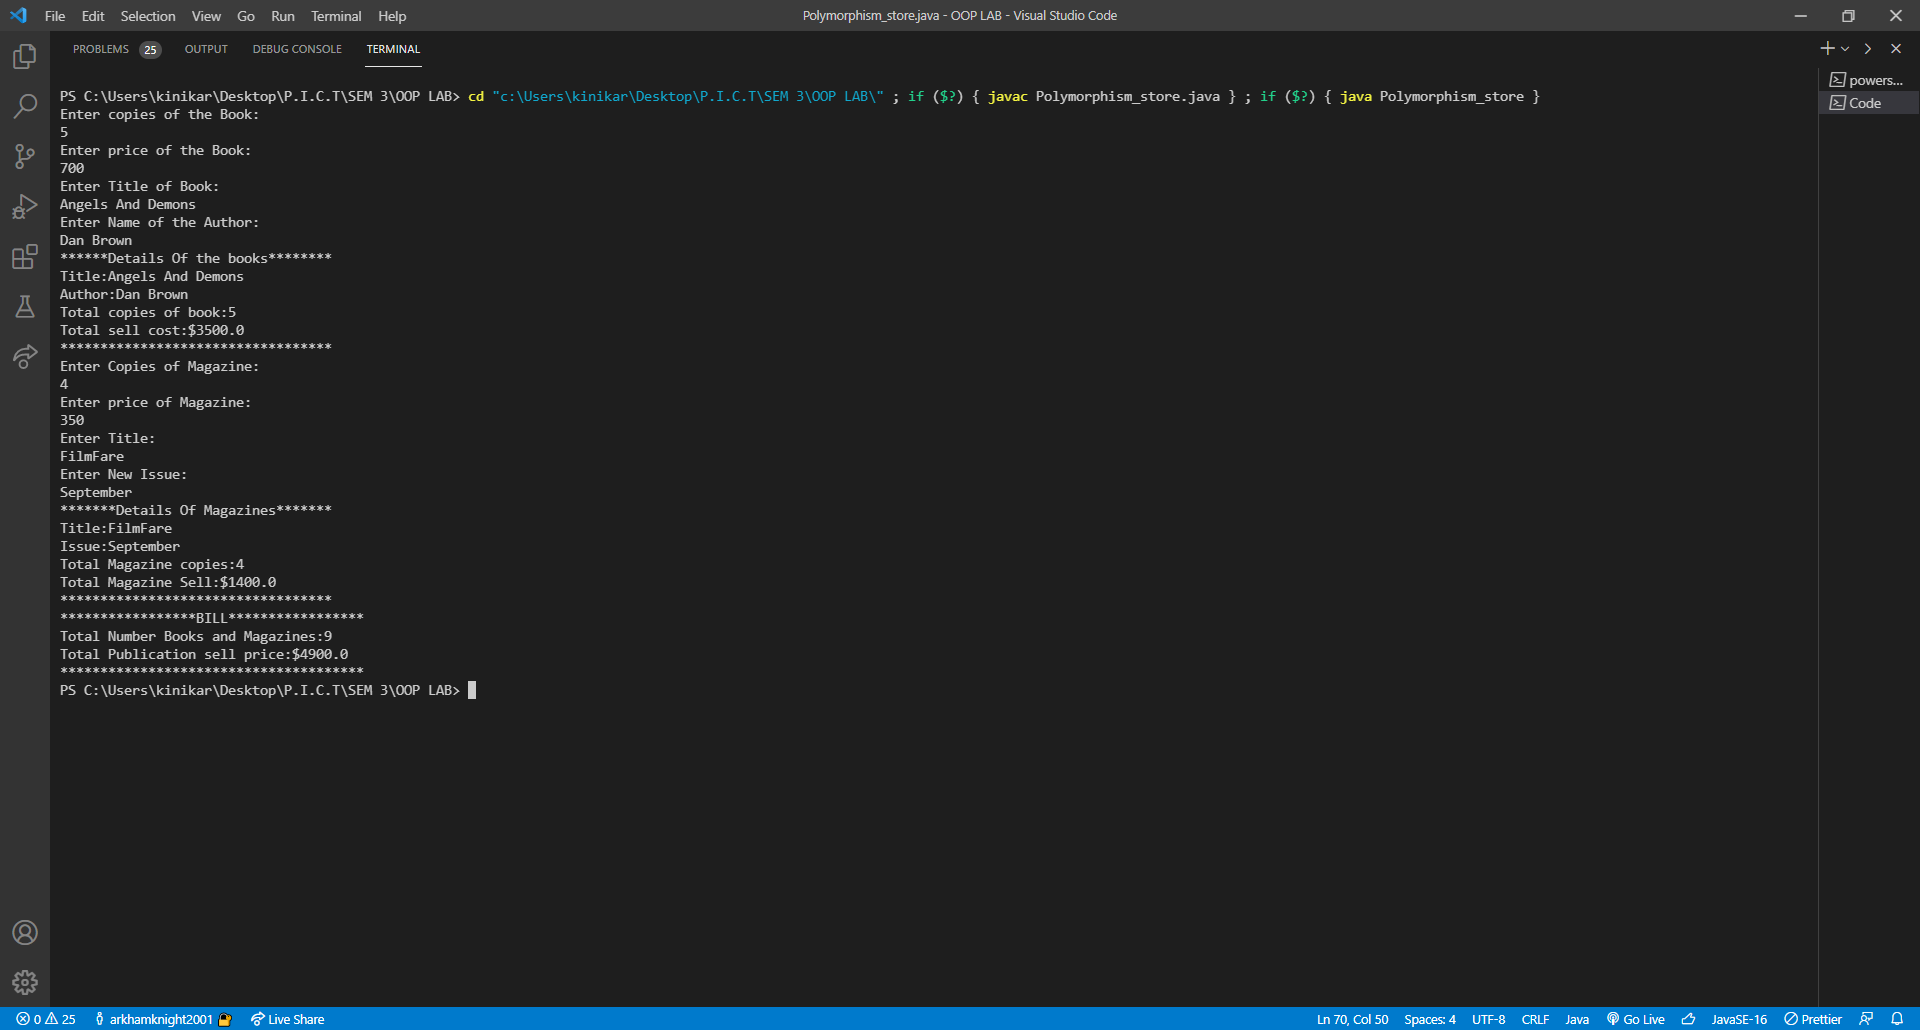 File Edit Selection View Go Run Terminal Help
Polymorphism_store.java - OOP LAB - Visual Studio Code
PROBLEMS 25 OUTPUT DEBUG CONSOLE TERMINAL
powers...
Code
PS C:\Users\kinikar\Desktop\P.I.C.T\SEM 3\OOP LAB> cd "c:\Users\kinikar\Desktop\P.I.C.T\SEM 3\OOP LAB\" ; if ($?) { javac Polymorphism_store.java } ; if ($?) { java Polymorphism_store }
Enter copies of the Book:
5
Enter price of the Book:
700
Enter Title of Book:
Angels And Demons
Enter Name of the Author:
Dan Brown
******Details Of the books********
Title:Angels And Demons
Author:Dan Brown
Total copies of book:5
Total sell cost:$3500.0
**********************************
Enter Copies of Magazine:
4
Enter price of Magazine:
350
Enter Title:
FilmFare
Enter New Issue:
September
*******Details Of Magazines*******
Title:FilmFare
Issue:September
Total Magazine copies:4
Total Magazine Sell:$1400.0
**********************************
*****************BILL*****************
Total Number Books and Magazines:9
Total Publication sell price:$4900.0
**************************************
PS C:\Users\kinikar\Desktop\P.I.C.T\SEM 3\OOP LAB>
0 25 arkhamknight2001 Live Share
Ln 70, Col 50 Spaces: 4 UTF-8 CRLF Java Go Live JavaSE-16 Prettier